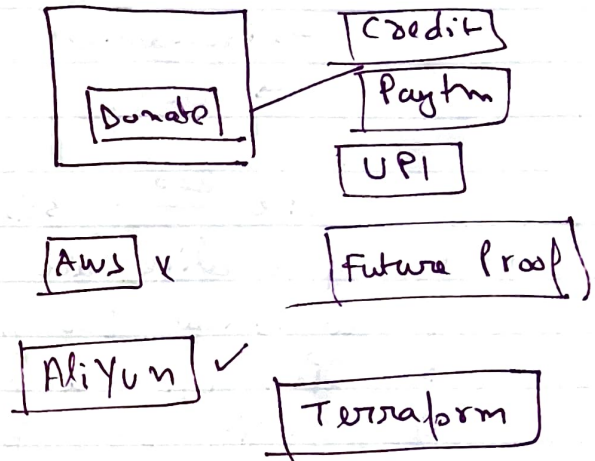 Credit
Donate
Paytm
UPI
AWS x
Future Proof
AliYun ✓
Terraform